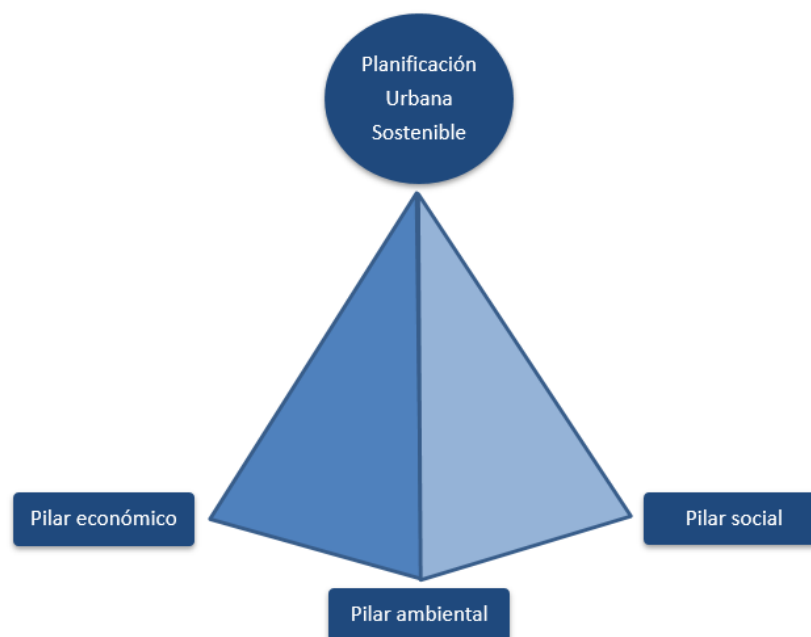 Planificación
Urbana
Sostenible
Pilar económico
Pilar social
Pilar ambiental